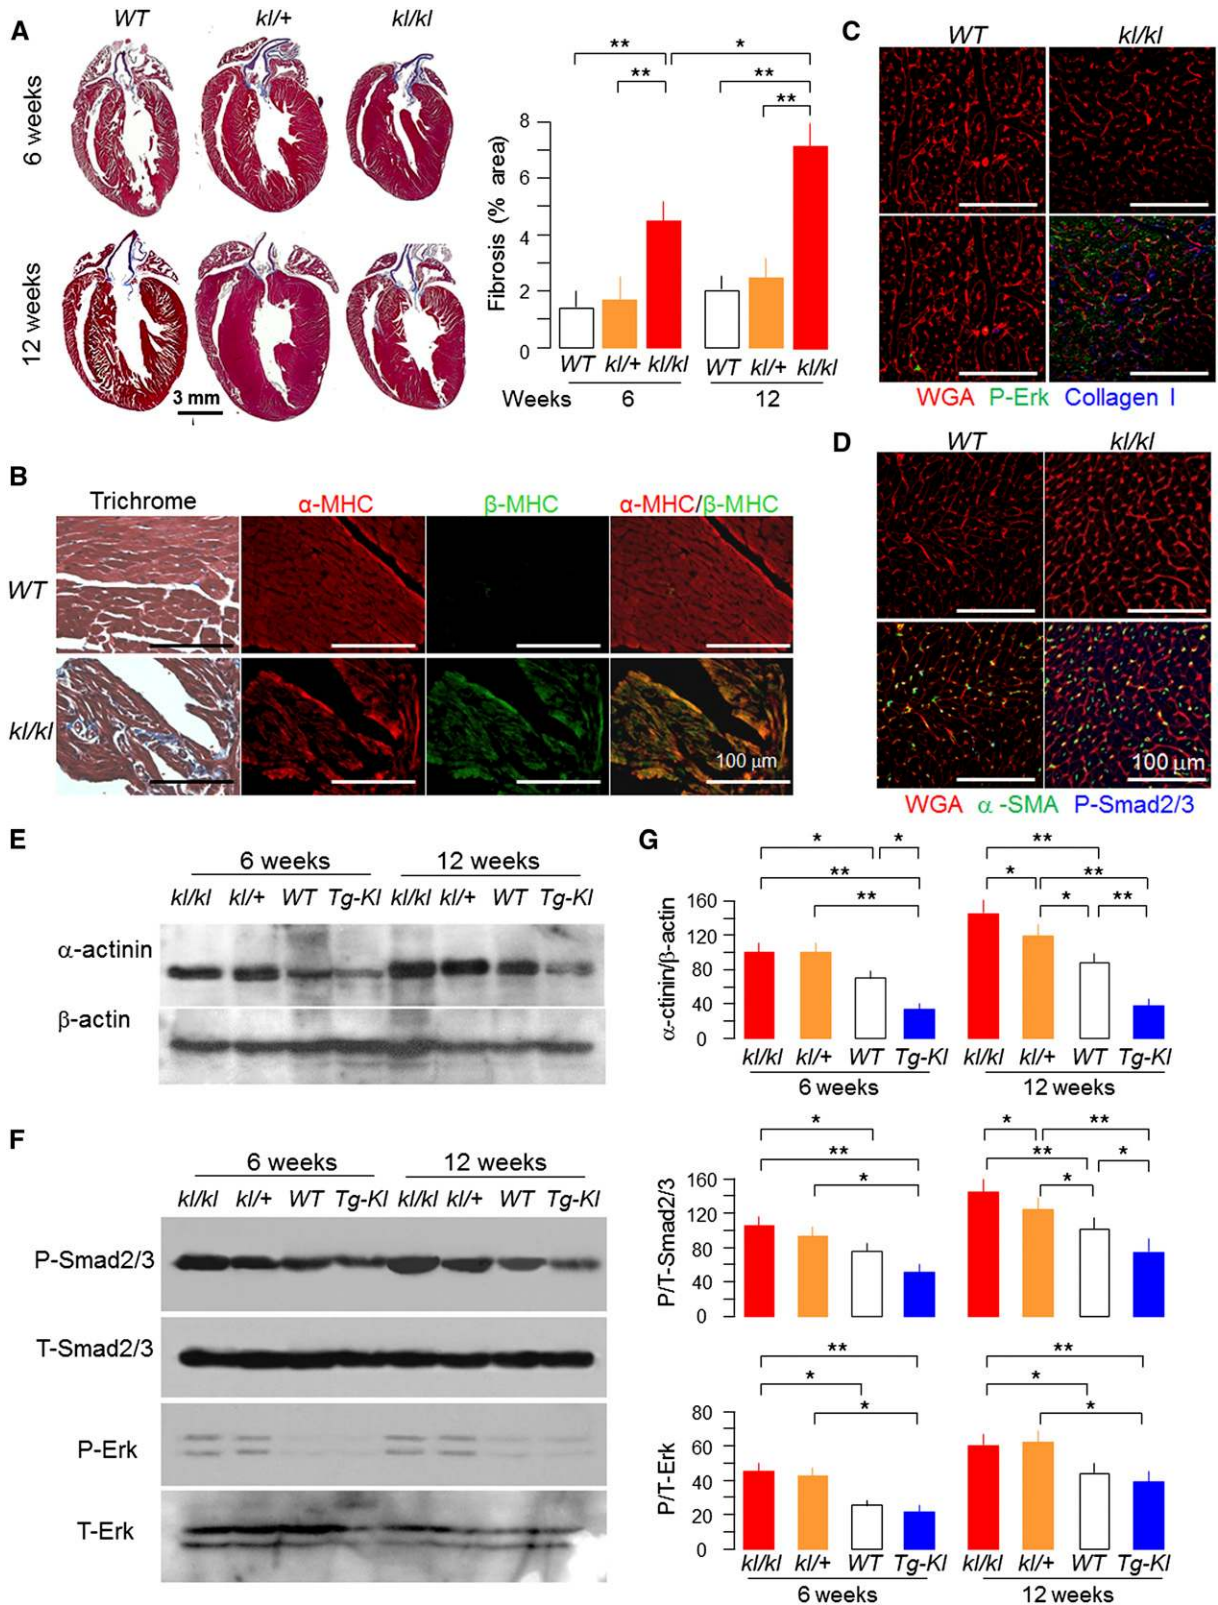 A
WT kl/+ kl/kl
6 weeks
12 weeks
3 mm
** *
** **
**
Fibrosis (% area)
8
6
4
2
0
WT kl/+ kl/kl WT kl/+ kl/kl
Weeks 6 12
B
Trichrome α-MHC β-MHC α-MHC/β-MHC
WT
kl/kl
100 μm
C
WT kl/kl
WGA P-Erk Collagen I
D
WT kl/kl
100 μm
WGA α-SMA P-Smad2/3
E
6 weeks 12 weeks
kl/kl kl/+ WT Tg-Kl kl/kl kl/+ WT Tg-Kl
α-actinin
β-actin
F
6 weeks 12 weeks
kl/kl kl/+ WT Tg-Kl kl/kl kl/+ WT Tg-Kl
P-Smad2/3
T-Smad2/3
P-Erk
T-Erk
G
* * **
** * **
** * **
α-ctinin/β-actin
160
120
80
40
0
kl/kl kl/+ WT Tg-Kl kl/kl kl/+ WT Tg-Kl
6 weeks 12 weeks
* * **
** ** *
* *
P/T-Smad2/3
160
120
80
40
0
** **
* *
* *
P/T-Erk
80
60
40
20
0
kl/kl kl/+ WT Tg-Kl kl/kl kl/+ WT Tg-Kl
6 weeks 12 weeks